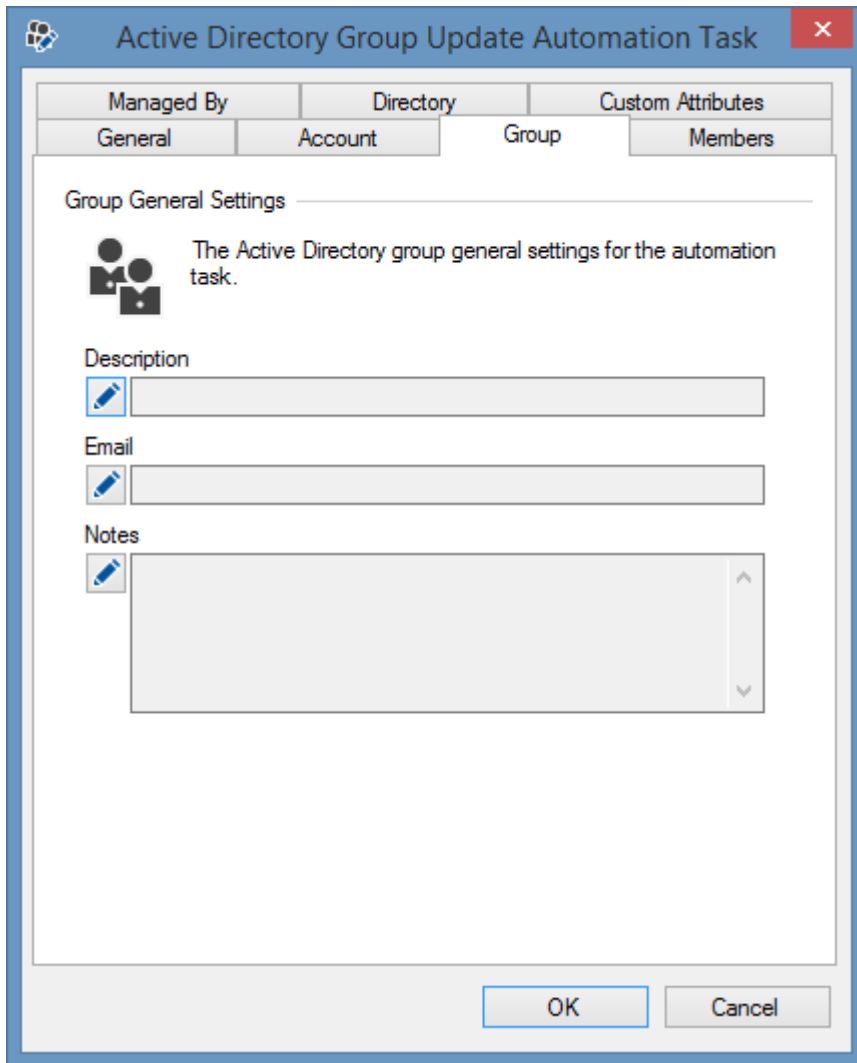 Active Directory Group Update Automation Task
Managed By
Directory
Custom Attributes
General
Account
Group
Members
Group General Settings
The Active Directory group general settings for the automation
task.
Description
Email
Notes
OK
Cancel